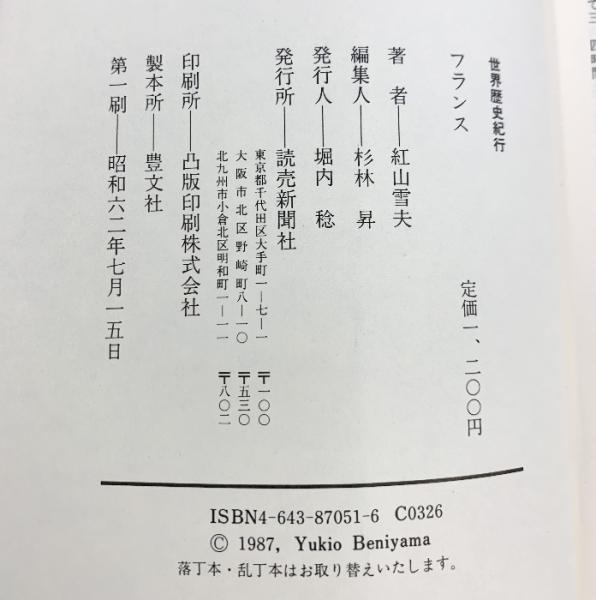 世界歴史紀行
フランス
定価一、二〇〇円
著　者――紅山雪夫
編集人――杉林　昇
発行人――堀内　稔
発行所――読売新聞社
東京都千代田区大手町一―七―一　〒一〇〇
大阪市北区野崎町八―一〇　〒五三〇
北九州市小倉北区明和町一―一一　〒八〇二
印刷所――凸版印刷株式会社
製本所――豊文社
第一刷――昭和六二年七月一五日
ISBN4-643-87051-6 C0326
© 1987, Yukio Beniyama
落丁本・乱丁本はお取り替えいたします。